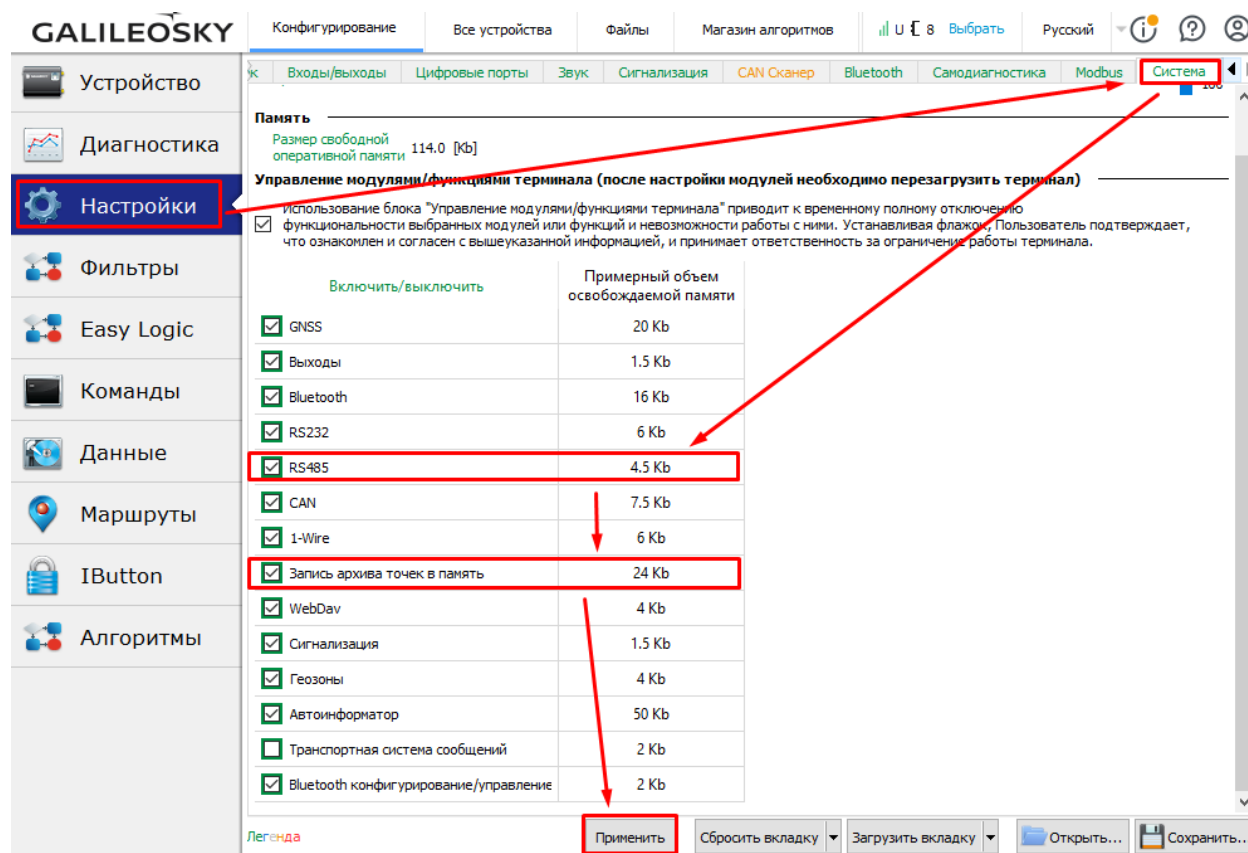 GALILEOSKY
Конфигурирование
Все устройства
Файлы
Магазин алгоритмов
U
8
Выбрать
Русский
Устройство
Диагностика
Настройки
Фильтры
Easy Logic
Команды
Данные
Маршруты
IButton
Алгоритмы
Входы/выходы
Цифровые порты
Звук
Сигнализация
CAN Сканер
Bluetooth
Самодиагностика
Modbus
Система
Память
Размер свободной
оперативной памяти
114.0 [Kb]
Управление модулями/функциями терминала (после настройки модулей необходимо перезагрузить терминал)
Использование блока "Управление модулями/функциями терминала" приводит к временному полному отключению
функциональности выбранных модулей или функций и невозможности работы с ними. Устанавливая флажок, Пользователь подтверждает,
что ознакомлен и согласен с вышеуказанной информацией, и принимает ответственность за ограничение работы терминала.
Включить/выключить
Примерный объем
освобождаемой памяти
GNSS 20 Kb
Выходы 1.5 Kb
Bluetooth 16 Kb
RS232 6 Kb
RS485 4.5 Kb
CAN 7.5 Kb
1-Wire 6 Kb
Запись архива точек в память 24 Kb
WebDav 4 Kb
Сигнализация 1.5 Kb
Геозоны 4 Kb
Автоинформатор 50 Kb
Транспортная система сообщений 2 Kb
Bluetooth конфигурирование/управление 2 Kb
Легенда
Применить
Сбросить вкладку
Загрузить вкладку
Открыть...
Сохранить...